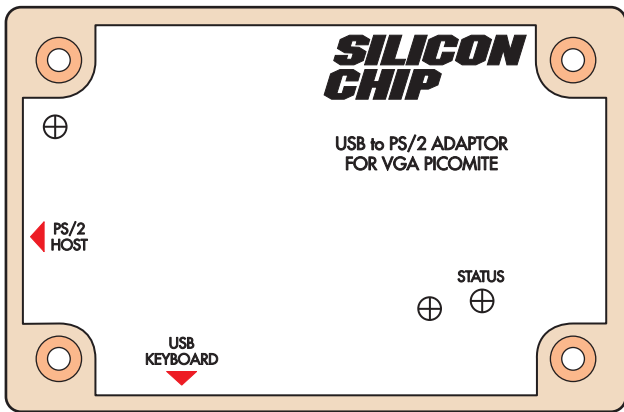 SILICON
CHIP
USB to PS/2 ADAPTOR
FOR VGA PICOMITE
PS/2
HOST
STATUS
USB
KEYBOARD